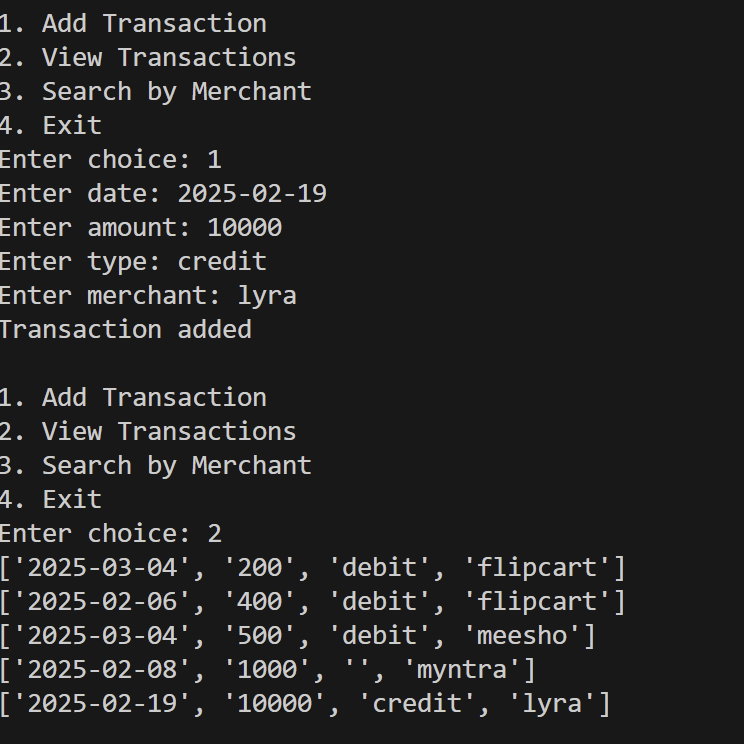 1. Add Transaction
2. View Transactions
3. Search by Merchant
4. Exit
Enter choice: 1
Enter date: 2025-02-19
Enter amount: 10000
Enter type: credit
Enter merchant: lyra
Transaction added
1. Add Transaction
2. View Transactions
3. Search by Merchant
4. Exit
Enter choice: 2
['2025-03-04', '200', 'debit', 'flipcart']
['2025-02-06', '400', 'debit', 'flipcart']
['2025-03-04', '500', 'debit', 'meesho']
['2025-02-08', '1000', '', 'myntra']
['2025-02-19', '10000', 'credit', 'lyra']